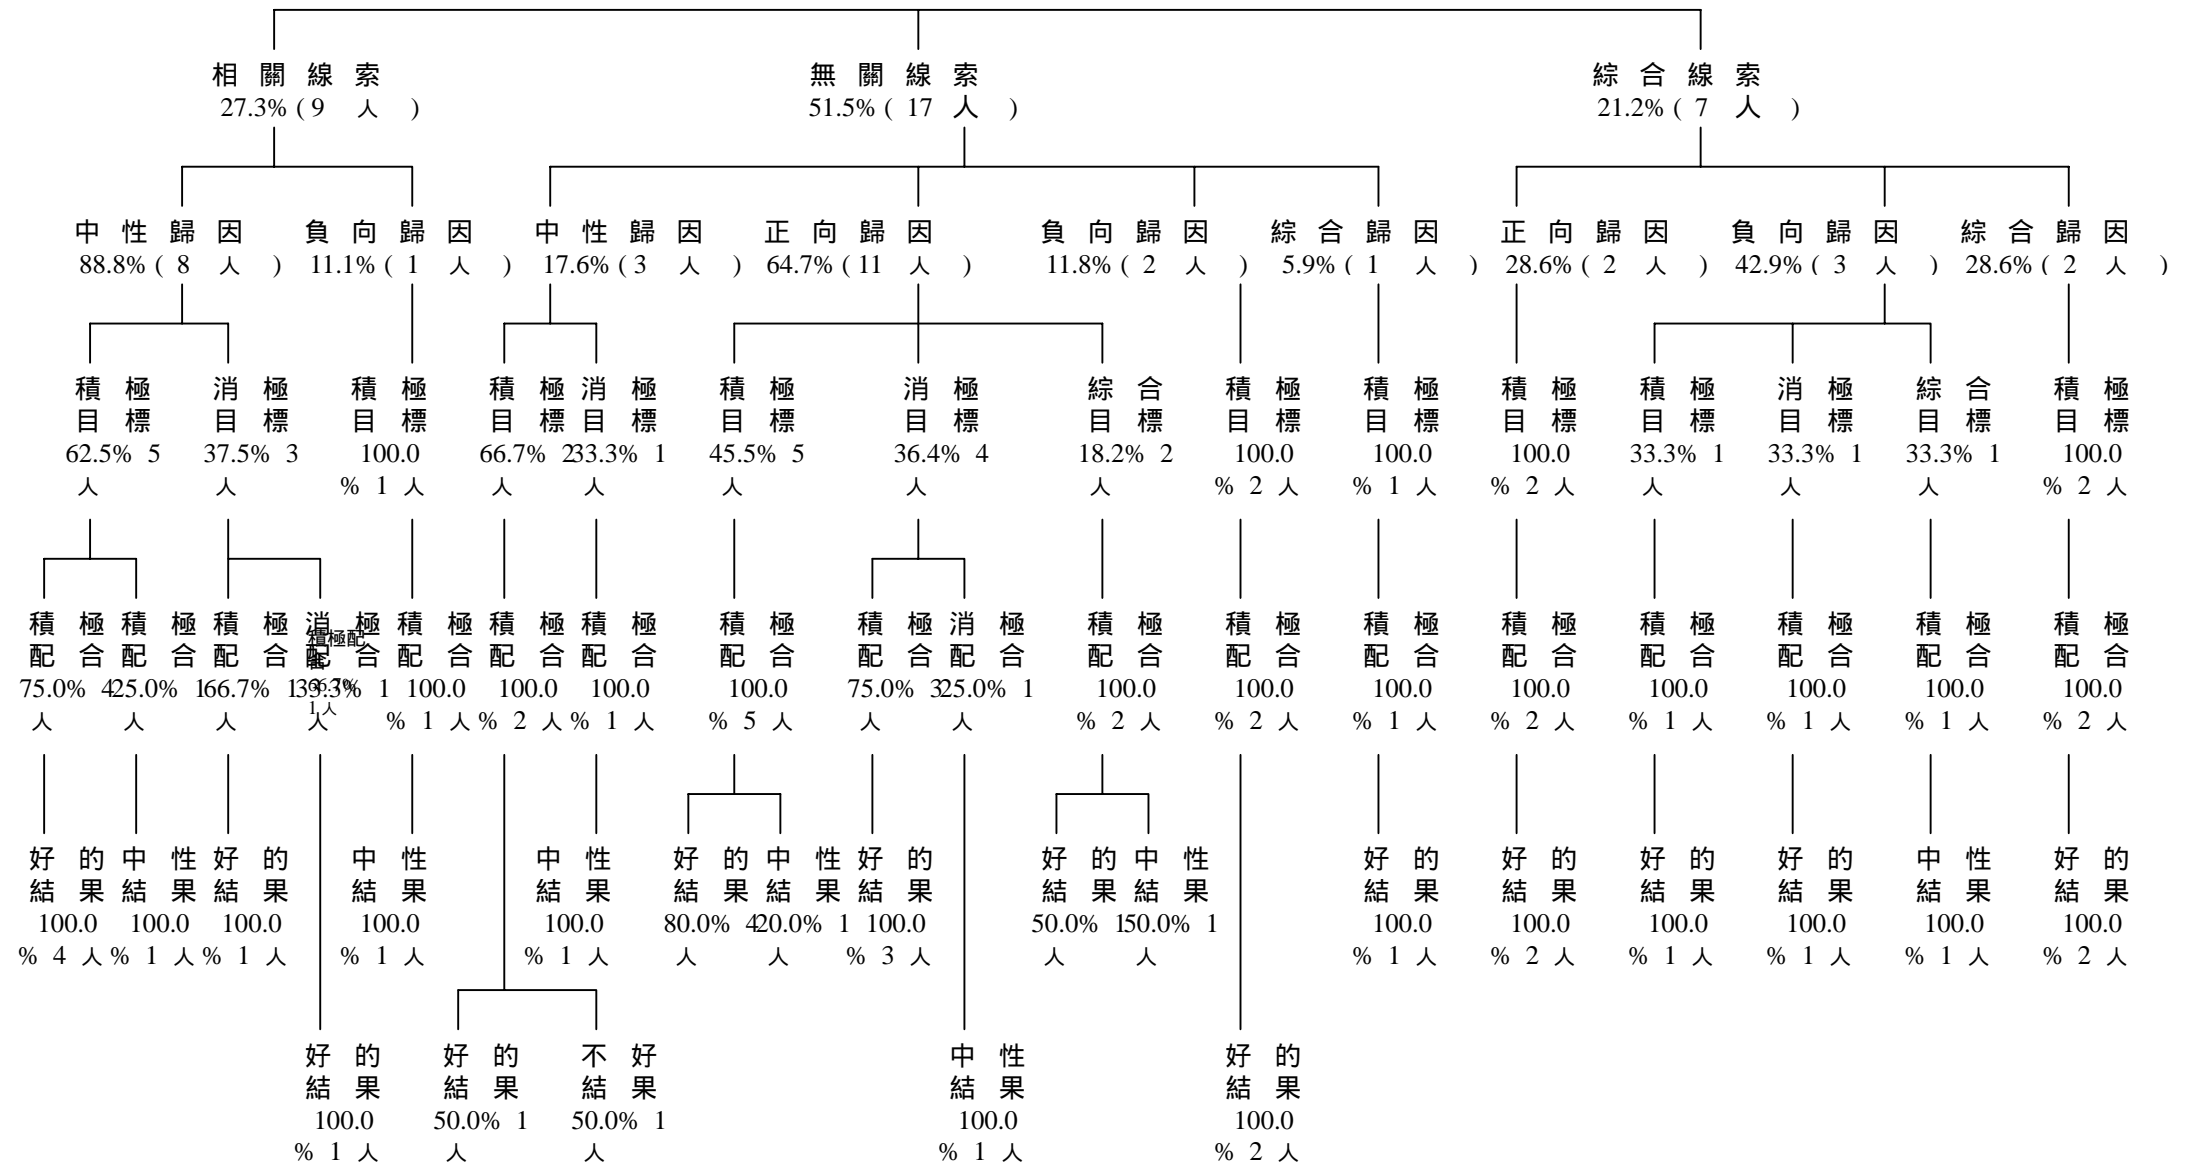 相關線索 無關線索 綜合線索
27.3% (9 人) 51.5% ( 17 人) 21.2% ( 7 人)
中性歸因 負向歸因 中性歸因 正向歸因 負向歸因 綜合歸因 正向歸因 負向歸因 綜合歸因
88.8% ( 8 人) 11.1% ( 1 人) 17.6% (3 人) 64.7% (11 人) 11.8% ( 2 人) 5.9% ( 1 人) 28.6% ( 2 人) 42.9% ( 3 人) 28.6% ( 2 人)
積極 消極 積極 積極 消極 積極 消極 綜合 積極 積極 積極 積極 消極 綜合 積極
目標 目標 目標 目標 目標 目標 目標 目標 目標 目標 目標 目標 目標 目標 目標
62.5% 5 37.5% 3 100.0 66.7% 2 33.3% 1 45.5% 5 36.4% 4 18.2% 2 100.0 100.0 100.0 33.3% 1 33.3% 1 33.3% 1 100.0
人 人 % 1 人 人 人 人 人 人 % 2 人 % 1 人 % 2 人 人 人 人 % 2 人
積極 積極 積極 消極 積極 積極 積極 積極 積極 消極 積極 積極 積極 積極 積極 積極 積極 積極
積極配
配合 配合 配合 配合 配合 配合 配合 配合 配合 配合 配合 配合 配合 配合 配合 配合 配合 配合
合
75.0% 4 25.0% 1 66.7% 1 33.3% 1 100.0 100.0 100.0 100.0 75.0% 3 25.0% 1 100.0 100.0 100.0 100.0 100.0 100.0 100.0 100.0
66.7%
1 人
人 人 人 % 1 人 % 2 人 % 1 人 % 5 人 人 人 % 2 人 % 2 人 % 1 人 % 2 人 % 1 人 % 1 人 % 1 人 % 2 人
好的 中性 好的 中性 中性 好的 中性 好的 好的 中性 好的 好的 好的 好的 中性 好的
結果 結果 結果 結果 結果 結果 結果 結果 結果 結果 結果 結果 結果 結果 結果 結果
100.0 100.0 100.0 100.0 100.0 80.0% 4 20.0% 1 100.0 50.0% 1 50.0% 1 100.0 100.0 100.0 100.0 100.0 100.0
% 4 人 % 1 人 % 1 人 % 1 人 % 1 人 人 人 % 3 人 人 人 % 1 人 % 2 人 % 1 人 % 1 人 % 1 人 % 2 人
好的 好的 不好 中性 好的
結果 結果 結果 結果 結果
100.0 50.0% 1 50.0% 1 100.0 100.0
% 1 人 人 人 % 1 人 % 2 人